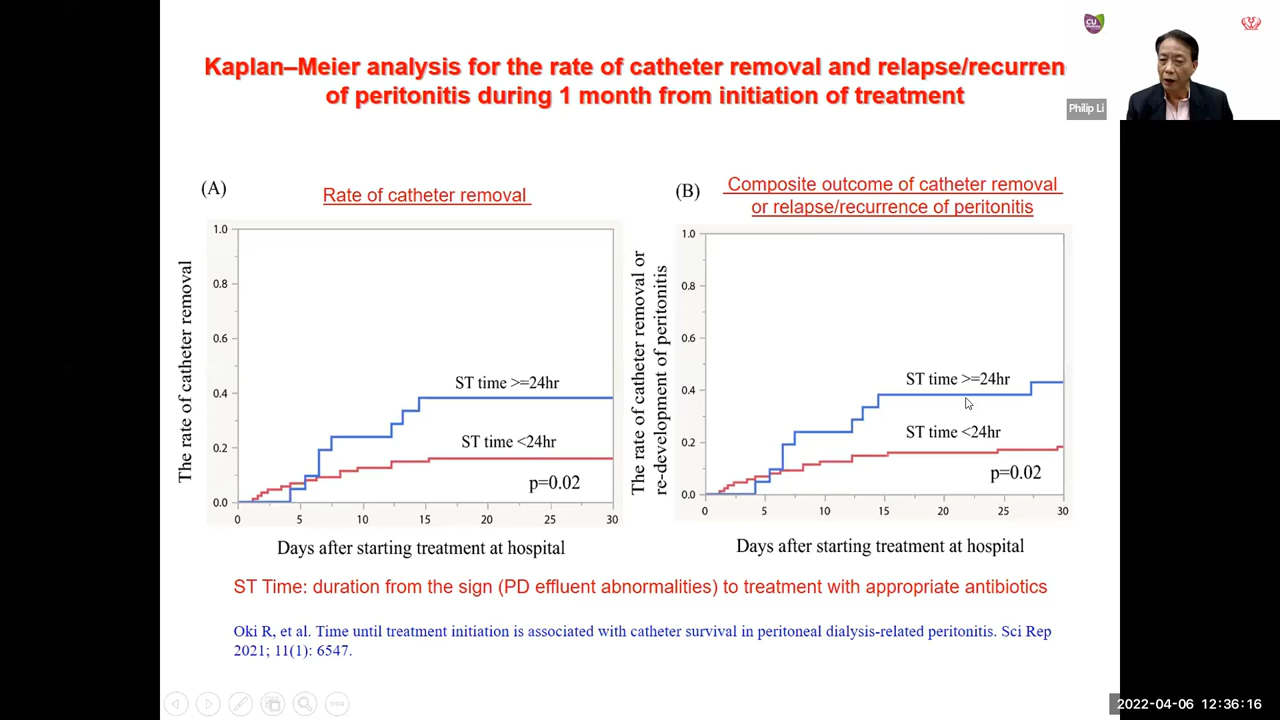 Kaplan–Meier analysis for the rate of catheter removal and relapse/recurren
of peritonitis during 1 month from initiation of treatment
CU
Philip Li
(A)
Rate of catheter removal
The rate of catheter removal
1.0
0.8
0.6
0.4
0.2
0.0
ST time >=24hr
ST time <24hr
p=0.02
0 5 10 15 20 25 30
Days after starting treatment at hospital
(B)
Composite outcome of catheter removal
or relapse/recurrence of peritonitis
The rate of catheter removal or
re-development of peritonitis
1.0
0.8
0.6
0.4
0.2
0.0
ST time >=24hr
ST time <24hr
p=0.02
0 5 10 15 20 25 30
Days after starting treatment at hospital
ST Time: duration from the sign (PD effluent abnormalities) to treatment with appropriate antibiotics
Oki R, et al. Time until treatment initiation is associated with catheter survival in peritoneal dialysis-related peritonitis. Sci Rep
2021; 11(1): 6547.
2022-04-06 12:36:16